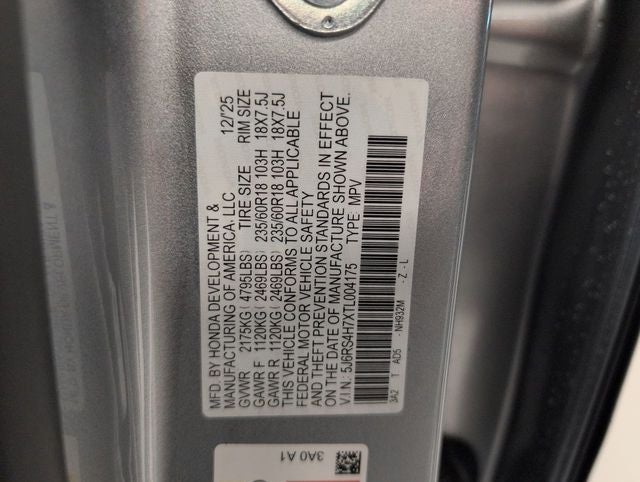 MFD. BY HONDA DEVELOPMENT & 12/'25
MANUFACTURING OF AMERICA, LLC
TIRE SIZE RIM SIZE
GVWR 2175KG( 4795LBS)
GAWR F 1120KG( 2469LBS) 235/60R18 103H 18X7.5J
GAWR R 1120KG( 2469LBS) 235/60R18 103H 18X7.5J
THIS VEHICLE CONFORMS TO ALL APPLICABLE
FEDERAL MOTOR VEHICLE SAFETY
AND THEFT PREVENTION STANDARDS IN EFFECT
ON THE DATE OF MANUFACTURE SHOWN ABOVE.
V.I.N: 5J6RS4H7XTL004175 TYPE: MPV
3A2 1 AD5 -NH932M -Z-L
3A0 A1